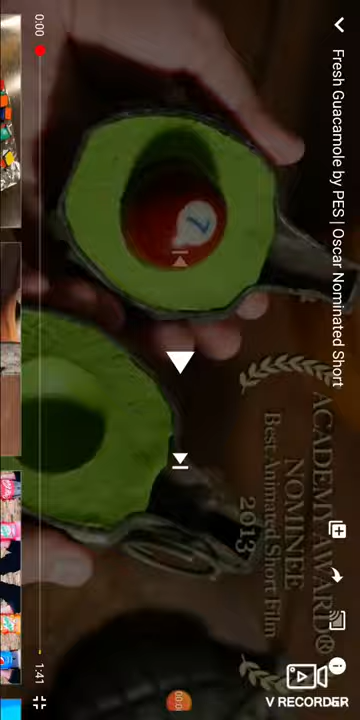 Fresh Guacamole by PES | Oscar Nominated Short
ACADEMY AWARD®
NOMINEE
Best Animated Short Film
2013
7
0:00
1:41
V RECORDER